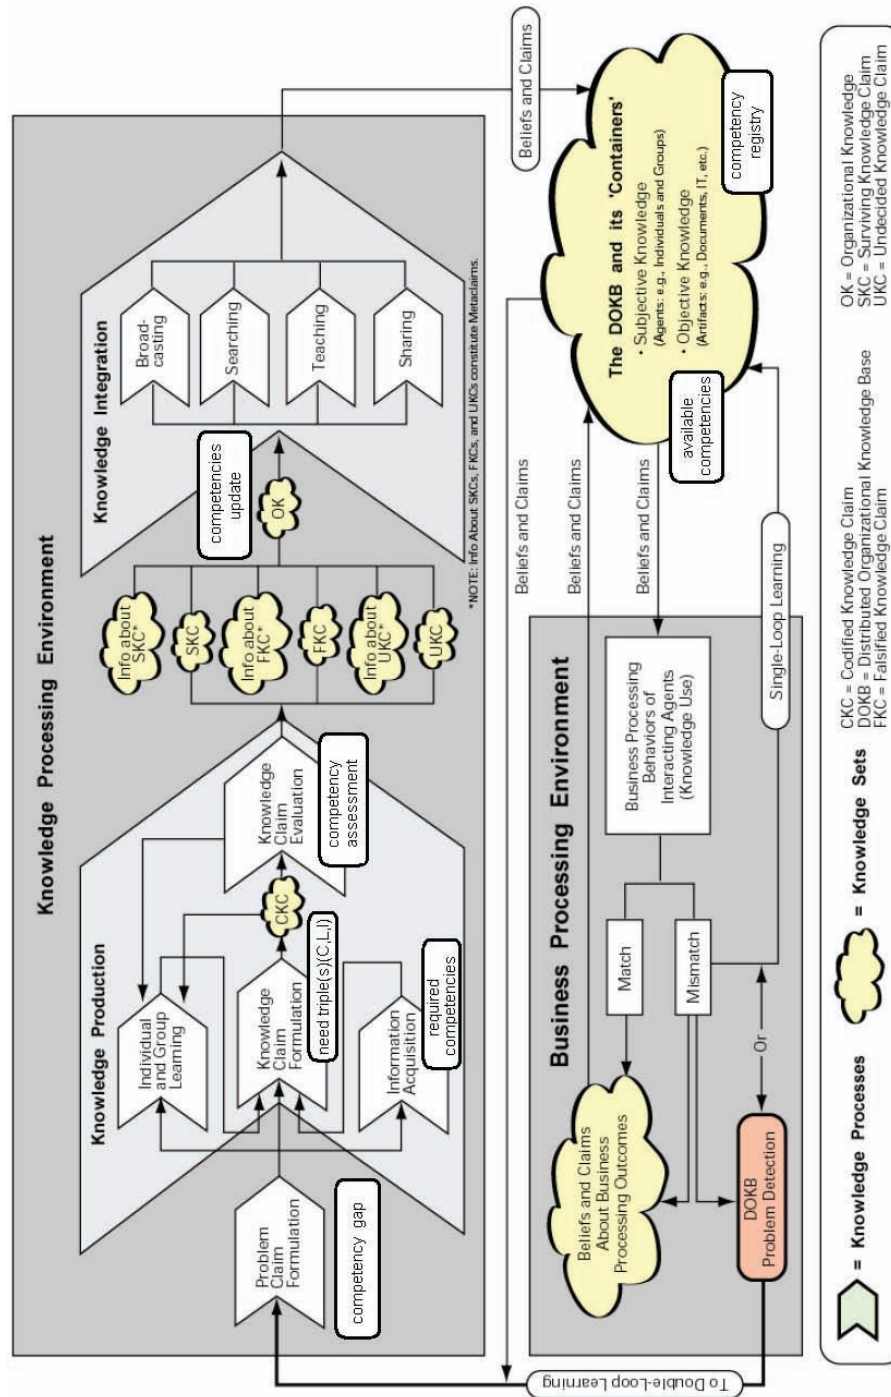 Knowledge Processing Environment
Knowledge Production
Problem
Claim
Formulation
competency gap
Individual
and Group
Learning
Knowledge
Claim
Formulation
need triple(s)(C,L,I)
Information
Acquisition
required
competencies
CKC
Knowledge
Claim
Evaluation
competency
assessment
Info about
SKC*
SKC
Info about
FKC*
FKC
Info about
UKC*
UKC
competencies
update
OK
Knowledge Integration
Broad-
casting
Searching
Teaching
Sharing
*NOTE: Info About SKCs, FKCs, and UKCs constitute Metaclaims.
Beliefs and Claims
Beliefs and Claims
Beliefs and Claims
Beliefs and Claims
The DOKB and its 'Containers'
• Subjective Knowledge
(Agents: e.g., Individuals and Groups)
• Objective Knowledge
(Artifacts: e.g., Documents, IT, etc.)
competency
registry
available
competencies
Business Processing Environment
Business Processing
Behaviors of
Interacting Agents
(Knowledge Use)
Match
Mismatch
Beliefs and Claims
About Business
Processing Outcomes
Or
DOKB
Problem Detection
Single-Loop Learning
To Double-Loop Learning
= Knowledge Processes
= Knowledge Sets
CKC = Codified Knowledge Claim
DOKB = Distributed Organizational Knowledge Base
FKC = Falsified Knowledge Claim
OK = Organizational Knowledge
SKC = Surviving Knowledge Claim
UKC = Undecided Knowledge Claim